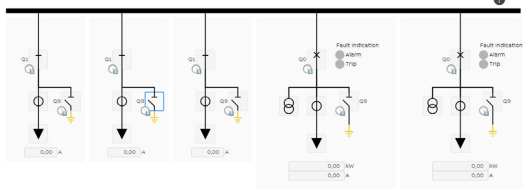 Q1
Q9
0,00 A
Q1
Q9
0,00 A
Q1
Q9
0,00 A
Q0
Fault indication
Alarm
Trip
Q9
0,00 kW
0,00 A
Q0
Fault indication
Alarm
Trip
Q9
0,00 kW
0,00 A